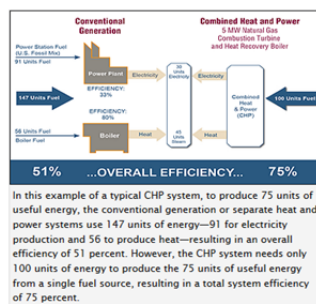 Conventional
Generation
Combined Heat and Power
5 MW Natural Gas
Combustion Turbine
and Heat Recovery Boiler
Power Station Fuel
(U.S. Fossil Mix)
91 Units Fuel
Power Plant
Electricity
30
Units
Electricity
Electricity
EFFICIENCY:
33%
147 Units Fuel
Combined
Heat
& Power
(CHP)
100 Units Fuel
EFFICIENCY:
80%
56 Units Fuel
Boiler Fuel
Boiler
Heat
45
Units
Steam
Heat
51% ...OVERALL EFFICIENCY... 75%
In this example of a typical CHP system, to produce 75 units of
useful energy, the conventional generation or separate heat and
power systems use 147 units of energy—91 for electricity
production and 56 to produce heat—resulting in an overall
efficiency of 51 percent. However, the CHP system needs only
100 units of energy to produce the 75 units of useful energy
from a single fuel source, resulting in a total system efficiency
of 75 percent.